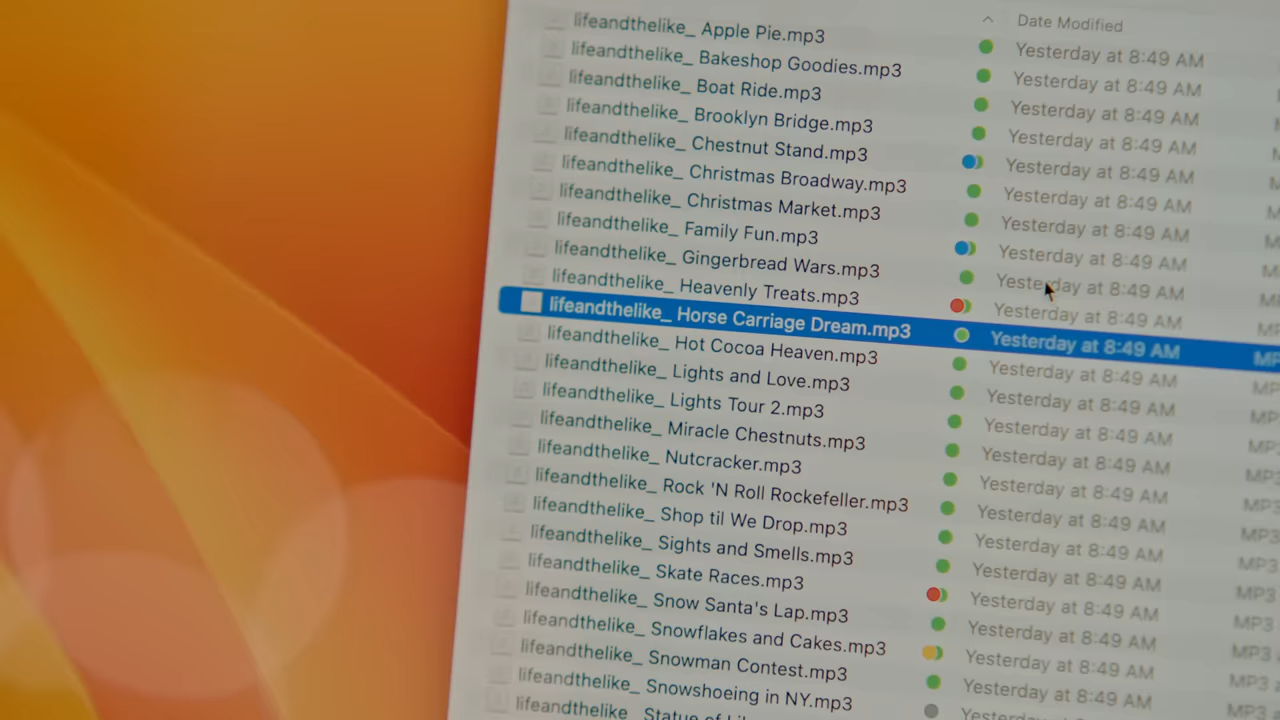 Date Modified
lifeandthelike_ Apple Pie.mp3 Yesterday at 8:49 AM
lifeandthelike_ Bakeshop Goodies.mp3 Yesterday at 8:49 AM
lifeandthelike_ Boat Ride.mp3 Yesterday at 8:49 AM
lifeandthelike_ Brooklyn Bridge.mp3 Yesterday at 8:49 AM
lifeandthelike_ Chestnut Stand.mp3 Yesterday at 8:49 AM
lifeandthelike_ Christmas Broadway.mp3 Yesterday at 8:49 AM
lifeandthelike_ Christmas Market.mp3 Yesterday at 8:49 AM
lifeandthelike_ Family Fun.mp3 Yesterday at 8:49 AM
lifeandthelike_ Gingerbread Wars.mp3 Yesterday at 8:49 AM
lifeandthelike_ Heavenly Treats.mp3 Yesterday at 8:49 AM
lifeandthelike_ Horse Carriage Dream.mp3 Yesterday at 8:49 AM MP
lifeandthelike_ Hot Cocoa Heaven.mp3 Yesterday at 8:49 AM MP
lifeandthelike_ Lights and Love.mp3 Yesterday at 8:49 AM MP
lifeandthelike_ Lights Tour 2.mp3 Yesterday at 8:49 AM MP
lifeandthelike_ Miracle Chestnuts.mp3 Yesterday at 8:49 AM MP3
lifeandthelike_ Nutcracker.mp3 Yesterday at 8:49 AM MP3
lifeandthelike_ Rock 'N Roll Rockefeller.mp3 Yesterday at 8:49 AM MP3
lifeandthelike_ Shop til We Drop.mp3 Yesterday at 8:49 AM MP3
lifeandthelike_ Sights and Smells.mp3 Yesterday at 8:49 AM MP3
lifeandthelike_ Skate Races.mp3 Yesterday at 8:49 AM MP3
lifeandthelike_ Snow Santa's Lap.mp3 Yesterday at 8:49 AM MP3
lifeandthelike_ Snowflakes and Cakes.mp3 Yesterday at 8:49 AM MP3
lifeandthelike_ Snowman Contest.mp3 Yesterday at 8:49 AM MP3
lifeandthelike_ Snowshoeing in NY.mp3 Yesterday at 8:49 AM
lifeandthelike_ Statue of Yesterday at 8:49 AM